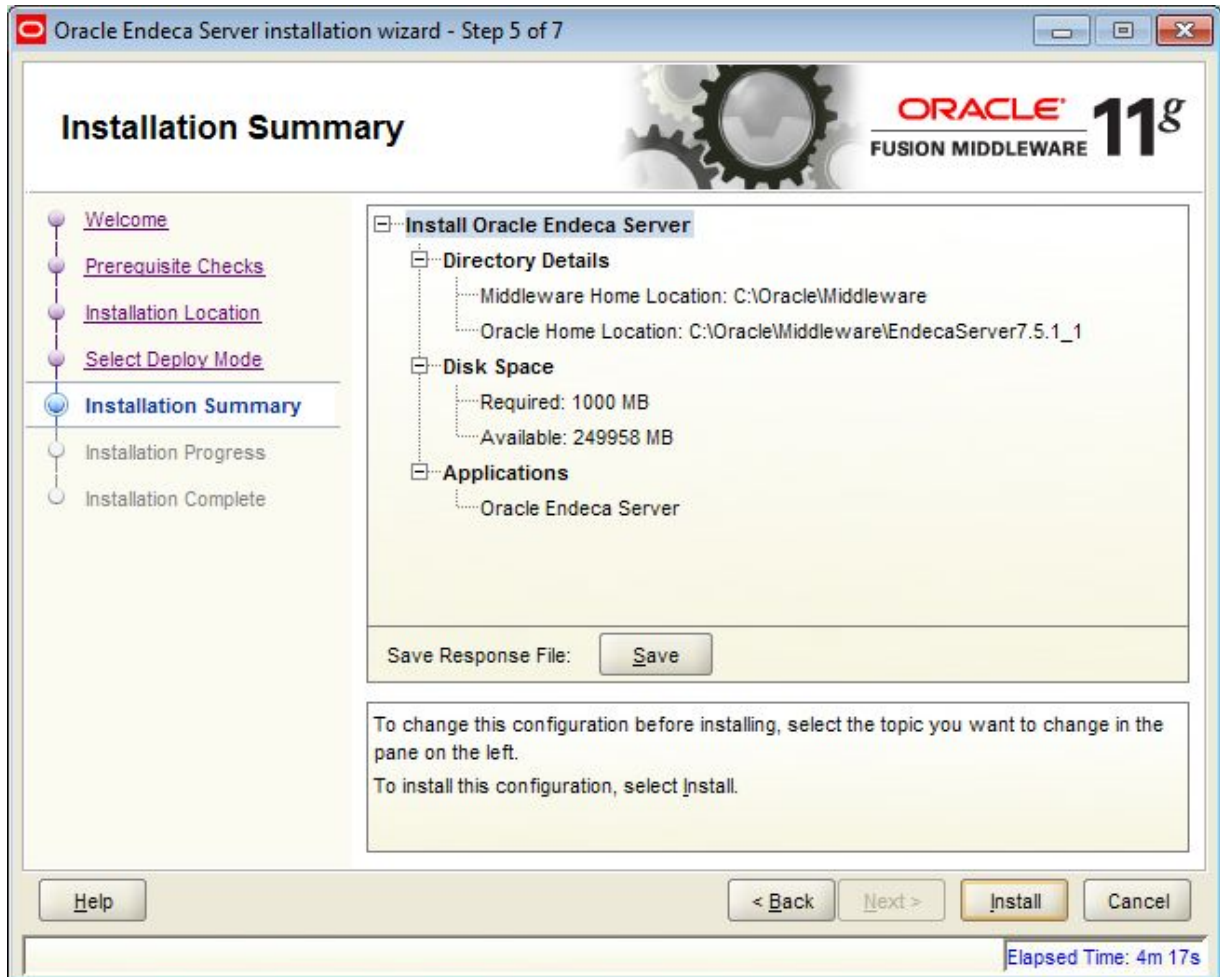 Oracle Endeca Server installation wizard - Step 5 of 7
Installation Summary
ORACLE
FUSION MIDDLEWARE
11g
Welcome
Prerequisite Checks
Installation Location
Select Deploy Mode
Installation Summary
Installation Progress
Installation Complete
Install Oracle Endeca Server
Directory Details
Middleware Home Location: C:\Oracle\Middleware
Oracle Home Location: C:\Oracle\Middleware\EndecaServer7.5.1_1
Disk Space
Required: 1000 MB
Available: 249958 MB
Applications
Oracle Endeca Server
Save Response File:
Save
To change this configuration before installing, select the topic you want to change in the
pane on the left.
To install this configuration, select Install.
Help
< Back
Next >
Install
Cancel
Elapsed Time: 4m 17s